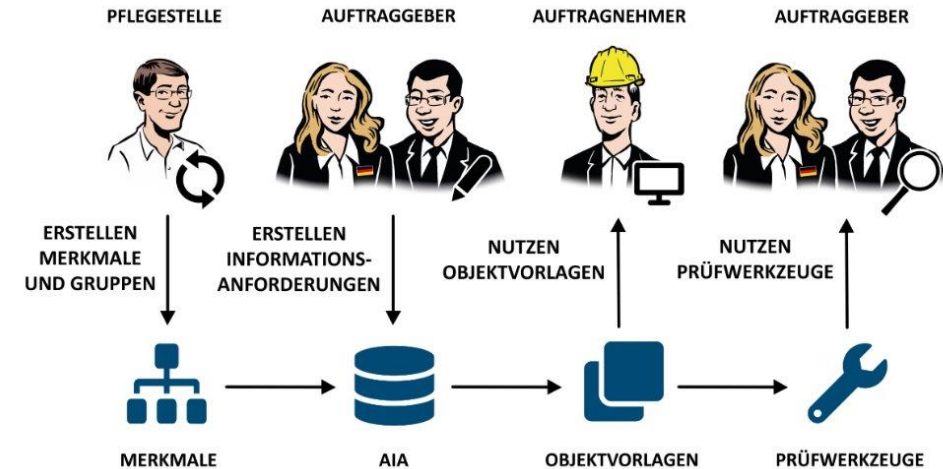 PFLEGESTELLE
AUFTRAGGEBER
AUFTRAGNEHMER
AUFTRAGGEBER
ERSTELLEN
MERKMALE
UND GRUPPEN
ERSTELLEN
INFORMATIONS-
ANFORDERUNGEN
NUTZEN
OBJEKTVORLAGEN
NUTZEN
PRÜFWERKZEUGE
MERKMALE
AIA
OBJEKTVORLAGEN
PRÜFWERKZEUGE